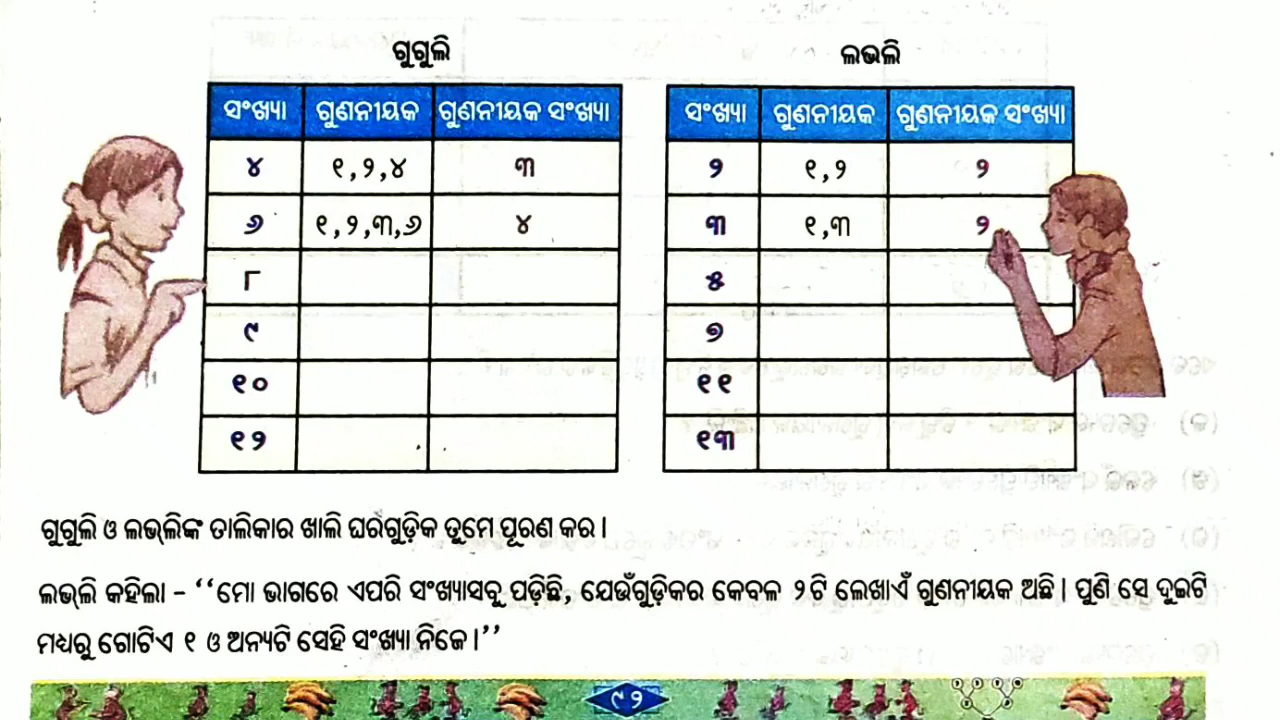 ଗୁଗୁଲି
ସଂଖ୍ୟା ଗୁଣନୀୟକ ଗୁଣନୀୟକ ସଂଖ୍ୟା
୪ ୧,୨,୪ ୩
୬ ୧,୨,୩,୬ ୪
୮
୯
୧୦
୧୨
ଲଭଲି
ସଂଖ୍ୟା ଗୁଣନୀୟକ ଗୁଣନୀୟକ ସଂଖ୍ୟା
୨ ୧,୨ ୨
୩ ୧,୩ ୨
୫
୭
୧୧
୧୩
ଗୁଗୁଲି ଓ ଲଭ୍‌ଲିଙ୍କ ତାଲିକାର ଖାଲି ଘରଗୁଡ଼ିକ ତୁମେ ପୂରଣ କର।
ଲଭ୍‌ଲି କହିଲା – ‘‘ମୋ ଭାଗରେ ଏପରି ସଂଖ୍ୟାସବୁ ପଡ଼ିଛି, ଯେଉଁଗୁଡ଼ିକର କେବଳ ୨ଟି ଲେଖାଏଁ ଗୁଣନୀୟକ ଅଛି। ପୁଣି ସେ ଦୁଇଟି
ମଧ୍ଯରୁ ଗୋଟିଏ ୧ ଓ ଅନ୍ୟଟି ସେହି ସଂଖ୍ୟା ନିଜେ।’’
୯୨